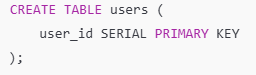 CREATE TABLE users (
    user_id SERIAL PRIMARY KEY
);